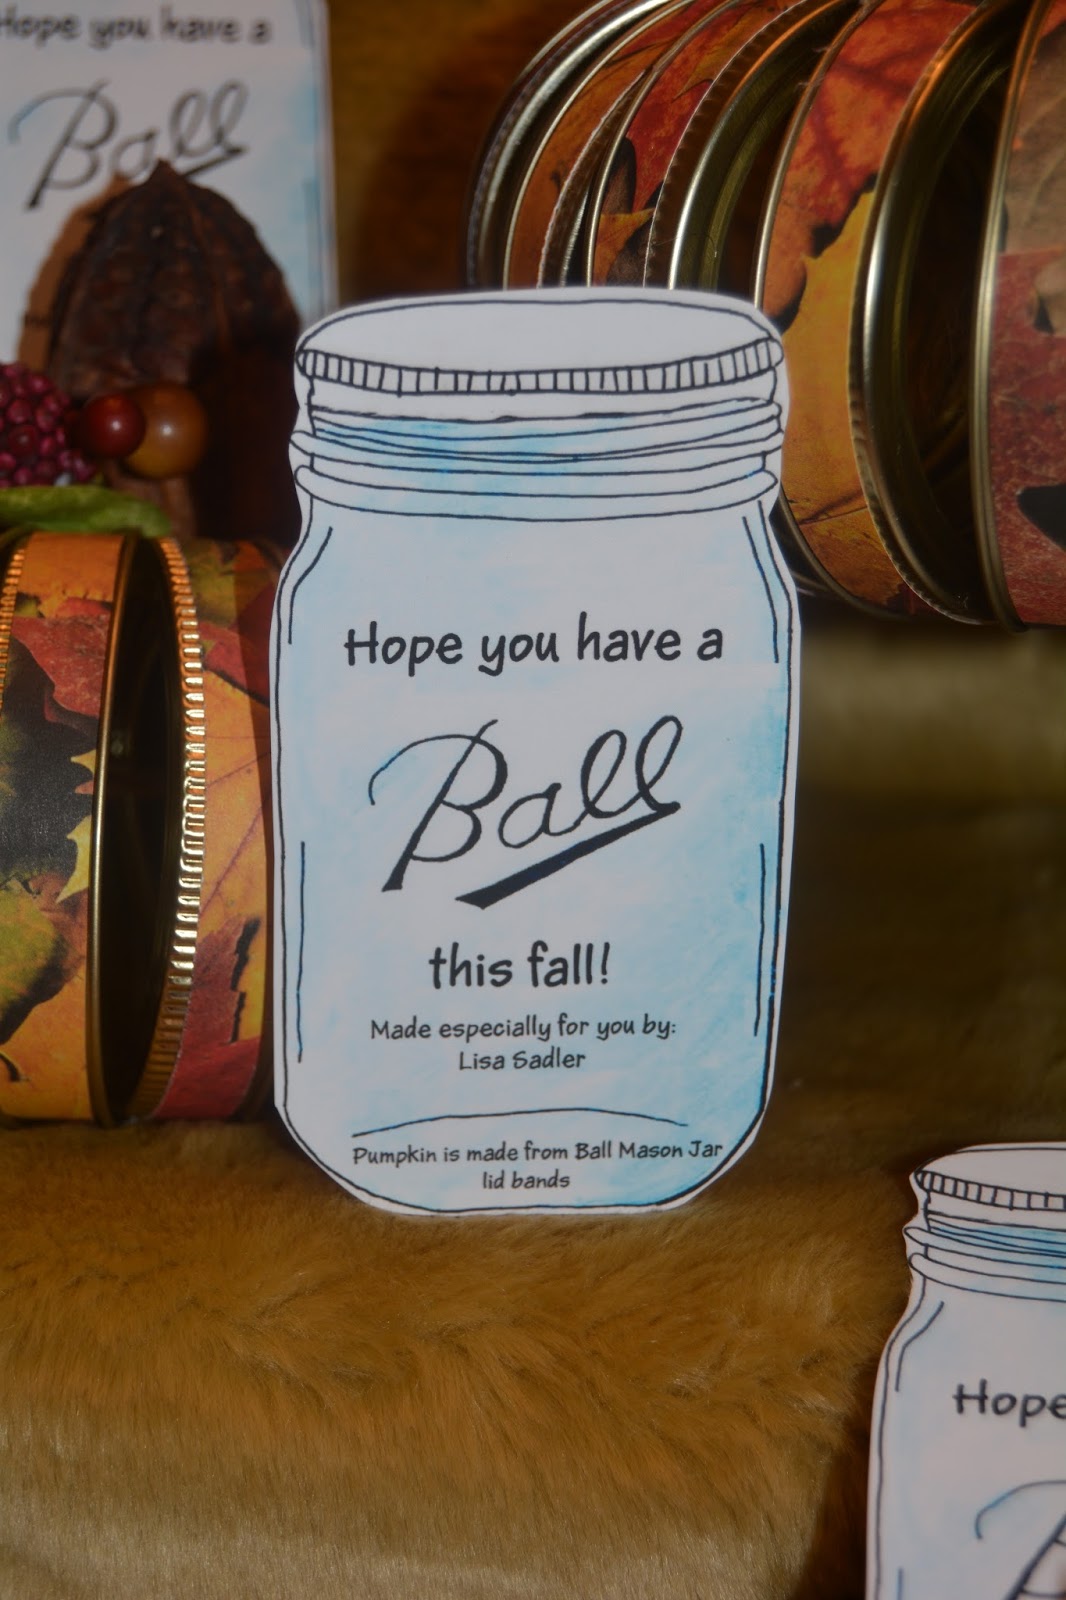 Hope you have a
Ball
Hope you have a
Ball
this fall!
Made especially for you by:
Lisa Sadler
Pumpkin is made from Ball Mason Jar
lid bands
Hope